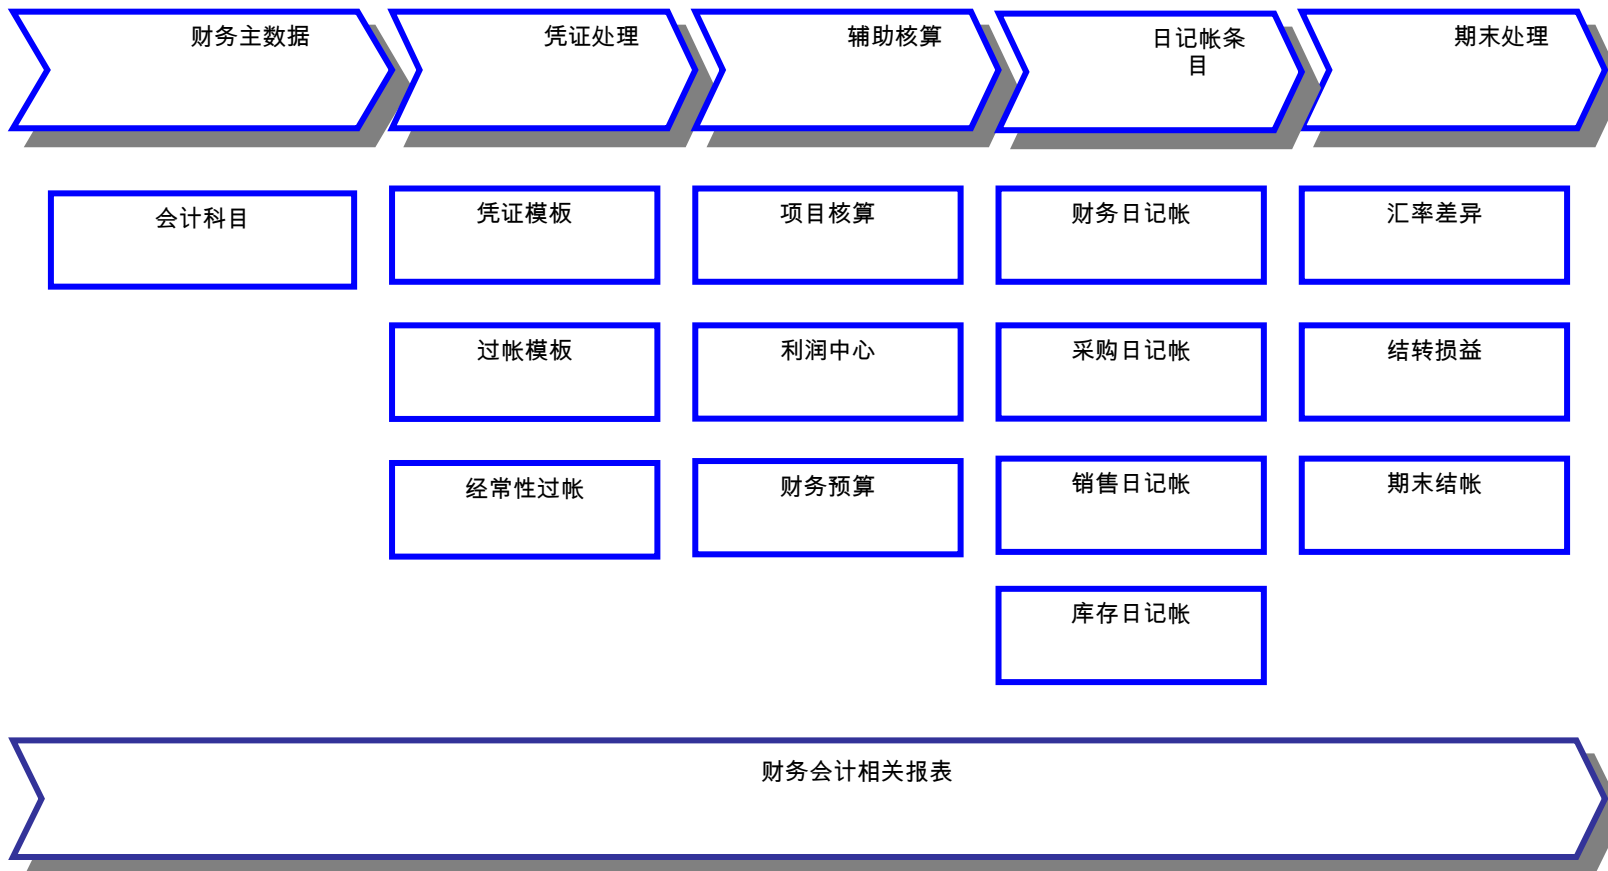 财务主数据
凭证处理
辅助核算
日记帐条
目
期末处理
会计科目
凭证模板
项目核算
财务日记帐
汇率差异
过帐模板
利润中心
采购日记帐
结转损益
经常性过帐
财务预算
销售日记帐
期末结帐
库存日记帐
财务会计相关报表